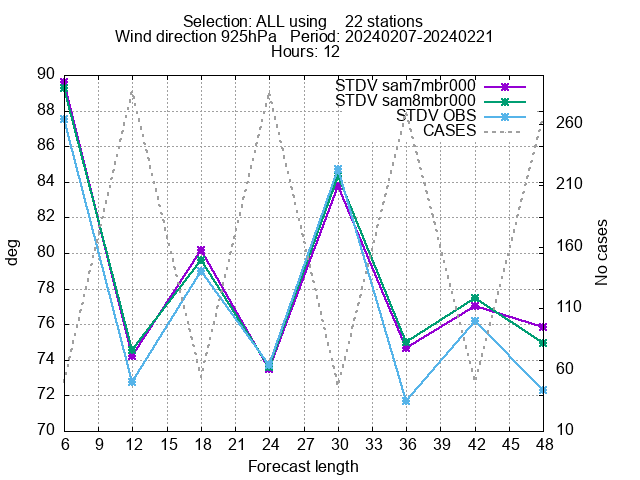 Selection: ALL using    22 stations
Wind direction 925hPa   Period: 20240207-20240221
Hours: 12
STDV sam7mbr000
STDV sam8mbr000
STDV OBS
CASES
90
88
86
84
82
80
78
76
74
72
70
deg
260
210
160
110
60
10
No cases
6 9 12 15 18 21 24 27 30 33 36 39 42 45 48
Forecast length